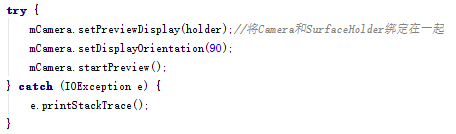 try {
    mCamera.setPreviewDisplay(holder);//将Camera和SurfaceHolder绑定在一起
    mCamera.setDisplayOrientation(90);
    mCamera.startPreview();
} catch (IOException e) {
    e.printStackTrace();
}